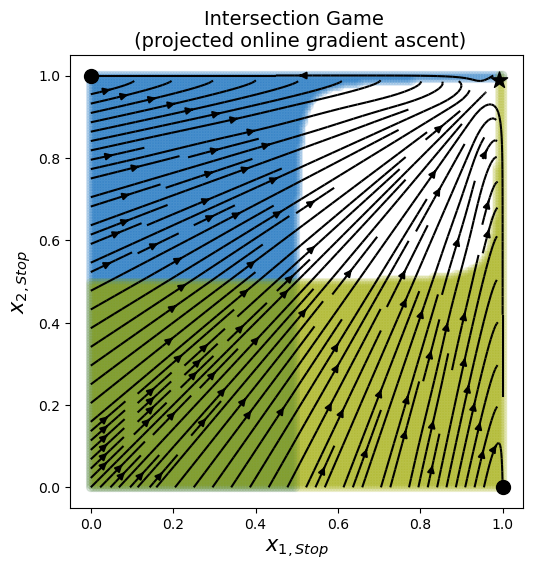 Intersection Game
(projected online gradient ascent)
1.0
0.8
0.6
0.4
0.2
0.0
x2, Stop
0.0 0.2 0.4 0.6 0.8 1.0
x1, Stop